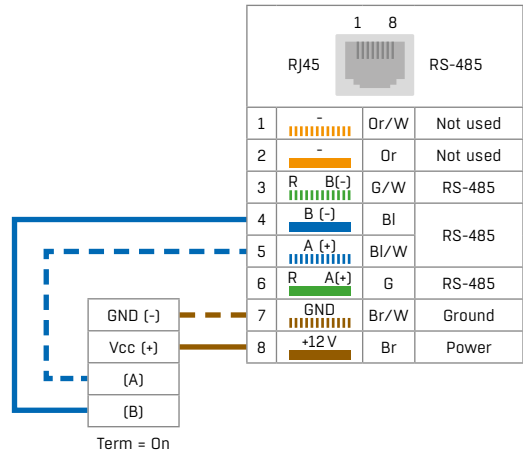 1 8
RJ45 RS-485
1 - Or/W Not used
2 - Or Not used
3 R B(-) G/W RS-485
4 B (-) Bl
RS-485
5 A (+) Bl/W
6 R A(+) G RS-485
GND (-) 7 GND Br/W Ground
Vcc (+) 8 +12 V Br Power
(A)
(B)
Term = On